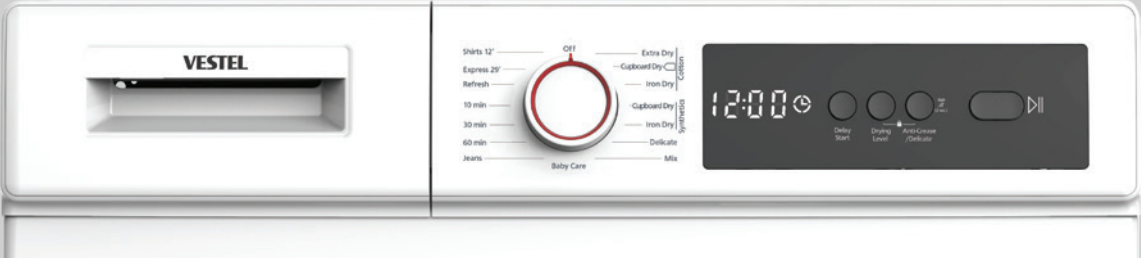 VESTEL
Off
Shirts 12'
Express 29'
Refresh
10 min
30 min
60 min
Jeans
Baby Care
Extra Dry
Cupboard Dry
Iron Dry
Cotton
Cupboard Dry
Iron Dry
Synthetics
Delicate
Mix
12:00
Delay
Start
Drying
Level
Anti-Crease
/Delicate